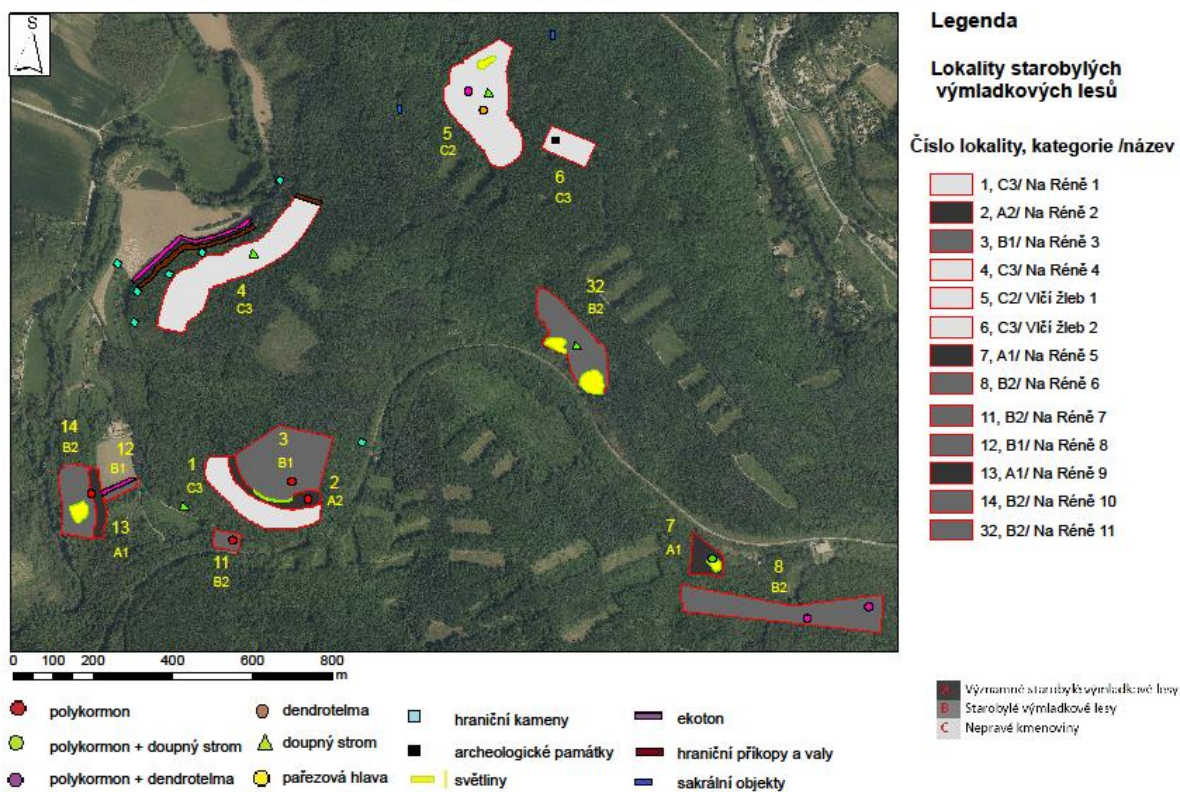 S
Legenda
Lokality starobylých
výmladkových lesů
Číslo lokality, kategorie /název
1, C3/ Na Réně 1
2, A2/ Na Réně 2
3, B1/ Na Réně 3
4, C3/ Na Réně 4
5, C2/ Vlčí žleb 1
6, C3/ Vlčí žleb 2
7, A1/ Na Réně 5
8, B2/ Na Réně 6
11, B2/ Na Réně 7
12, B1/ Na Réně 8
13, A1/ Na Réně 9
14, B2/ Na Réně 10
32, B2/ Na Réně 11
5
C2
6
C3
4
C3
32
B2
14
B2
12
B1
1
C3
3
B1
2
A2
13
A1
11
B2
7
A1
8
B2
0 100 200 400 600 800
m
polykormon
polykormon + doupný strom
polykormon + dendrotelma
dendrotelma
doupný strom
pařezová hlava
hraniční kameny
archeologické památky
světliny
ekoton
hraniční příkopy a valy
sakrální objekty
A Významné starobylé výmladkové lesy
B Starobylé výmladkové lesy
C Nepravé kmenoviny